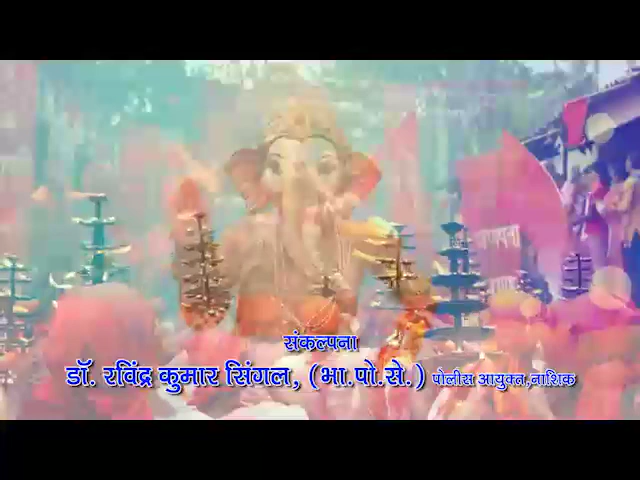 संकल्पना
डॉ. रविंद्र कुमार सिंगल, (भा.पो.से.) पोलीस आयुक्त,नाशिक